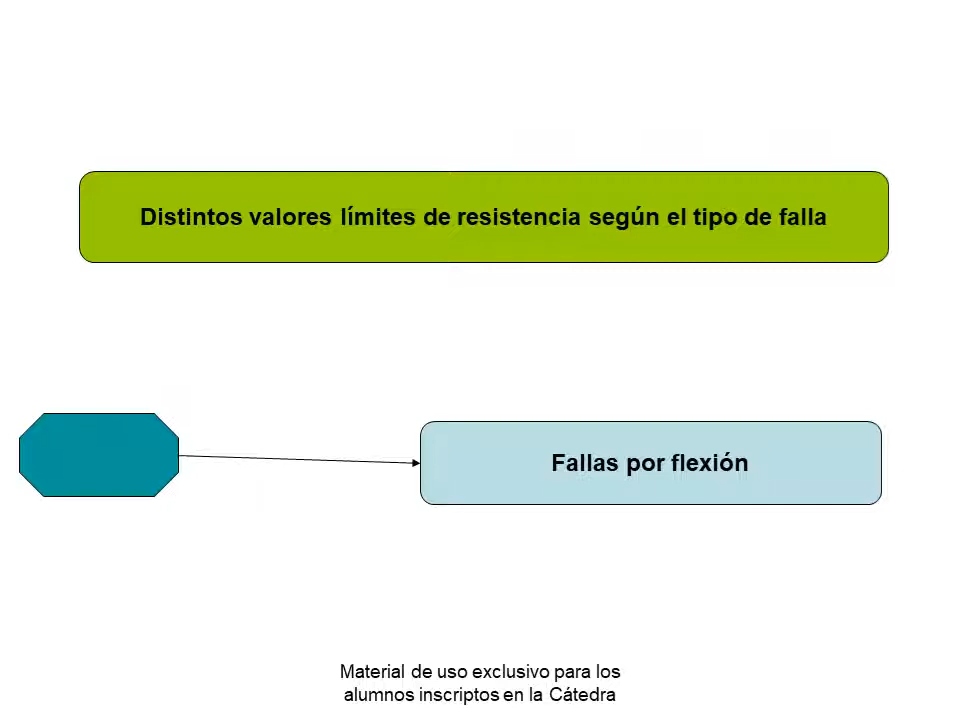 Distintos valores límites de resistencia según el tipo de falla
Fallas por flexión
Material de uso exclusivo para los
alumnos inscriptos en la Cátedra